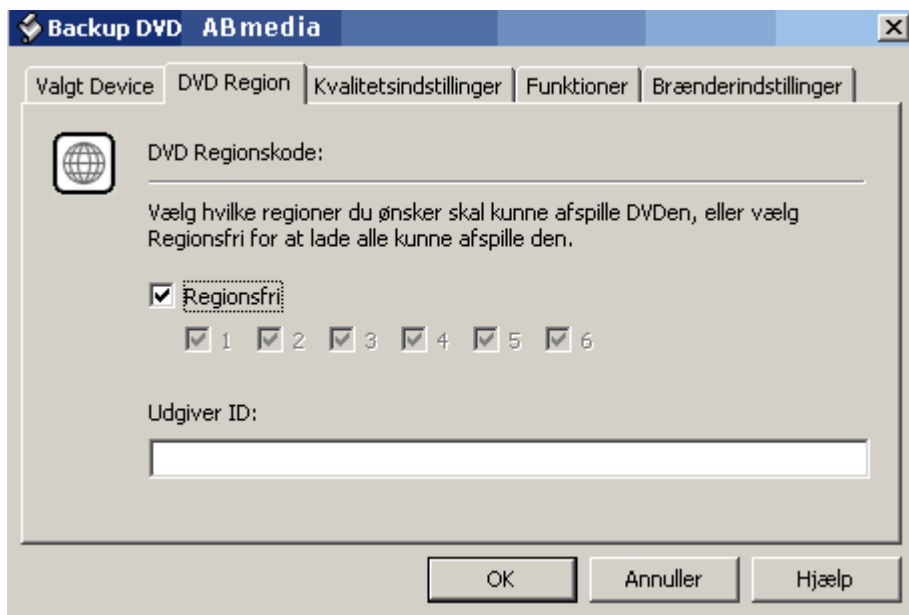 Backup DVD ABmedia
Valgt Device DVD Region Kvalitetsindstillinger Funktioner Brænderindstillinger
DVD Regionskode:
Vælg hvilke regioner du ønsker skal kunne afspille DVDen, eller vælg
Regionsfri for at lade alle kunne afspille den.
Regionsfri
1 2 3 4 5 6
Udgiver ID:
OK Annuller Hjælp